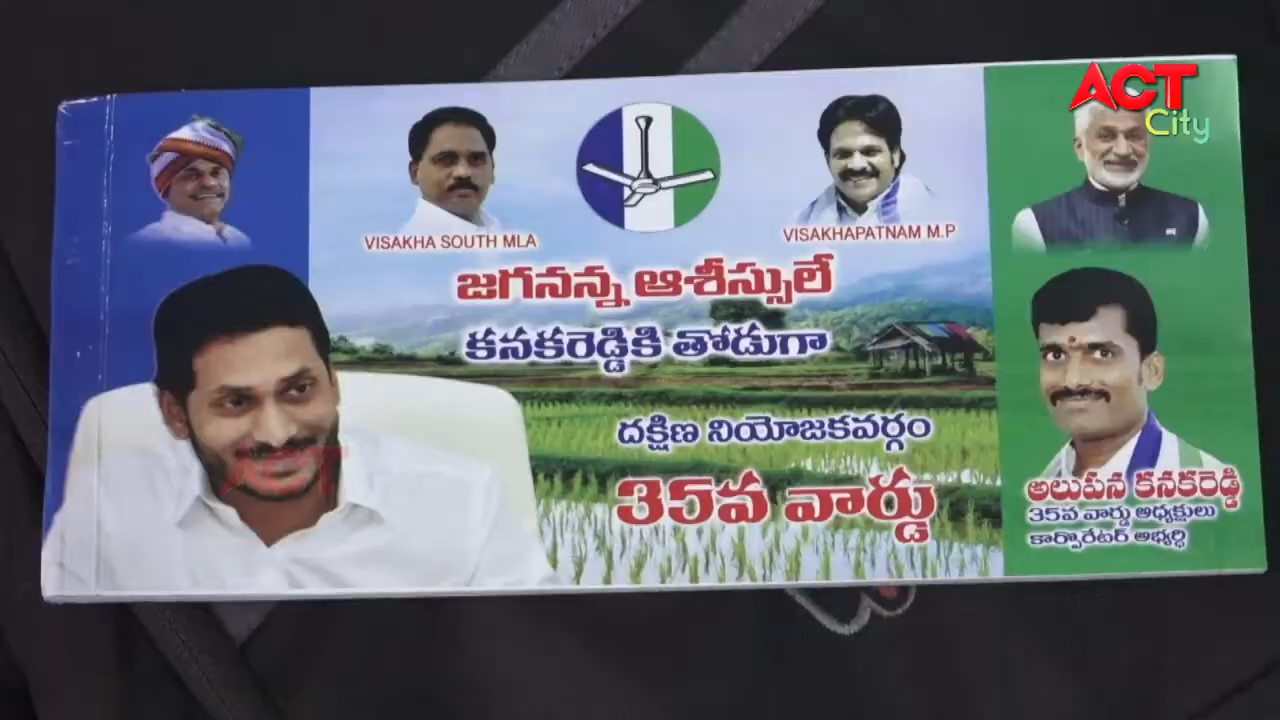 ACT
City
VISAKHA SOUTH MLA
VISAKHAPATNAM M.P
జగనన్న ఆశీస్సులే
కనకరెడ్డికి తోడుగా
దక్షిణ నియోజకవర్గం
35వ వార్డు
అలుపన కనకరెడ్డి
35వ వార్డు అధ్యక్షులు
కార్పొరేటర్ అభ్యర్ధి
ACT